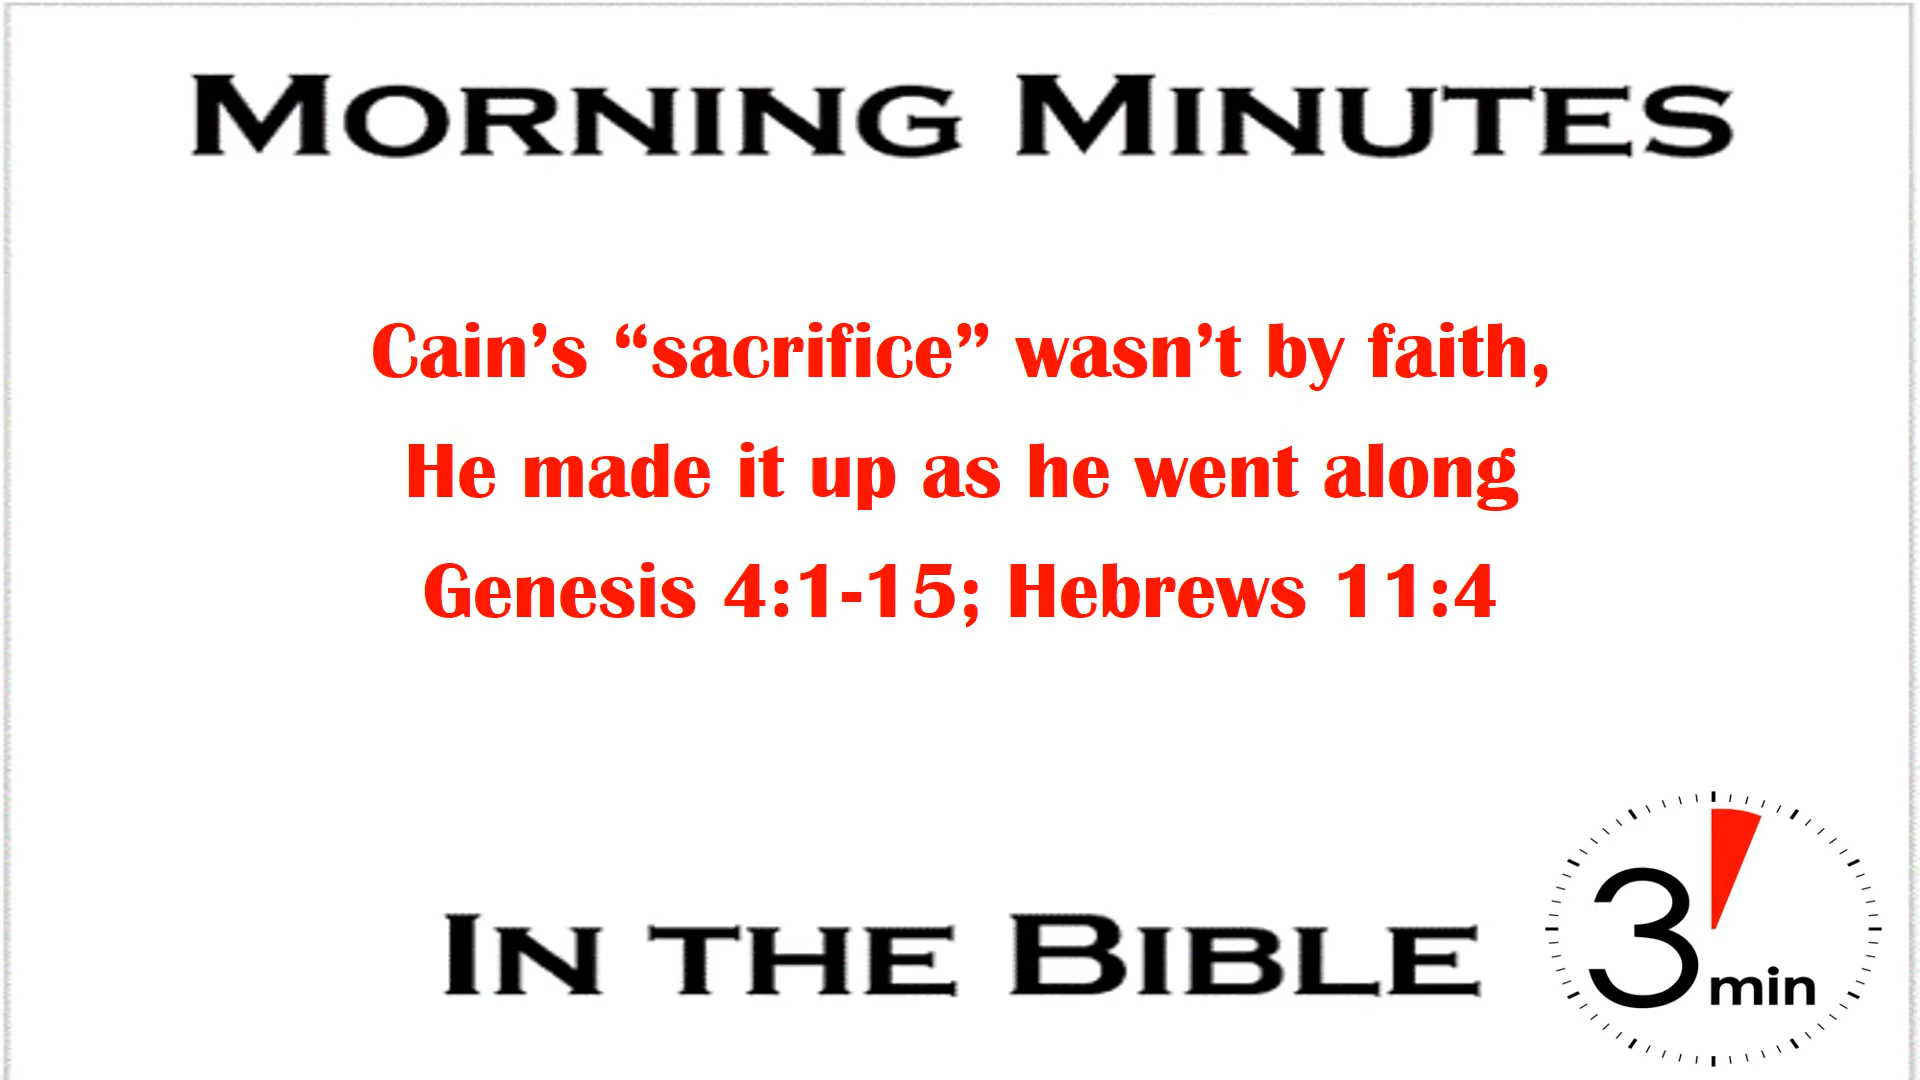 Morning Minutes
Cain’s “sacrifice” wasn’t by faith,
He made it up as he went along
Genesis 4:1-15; Hebrews 11:4
In the Bible
3 min